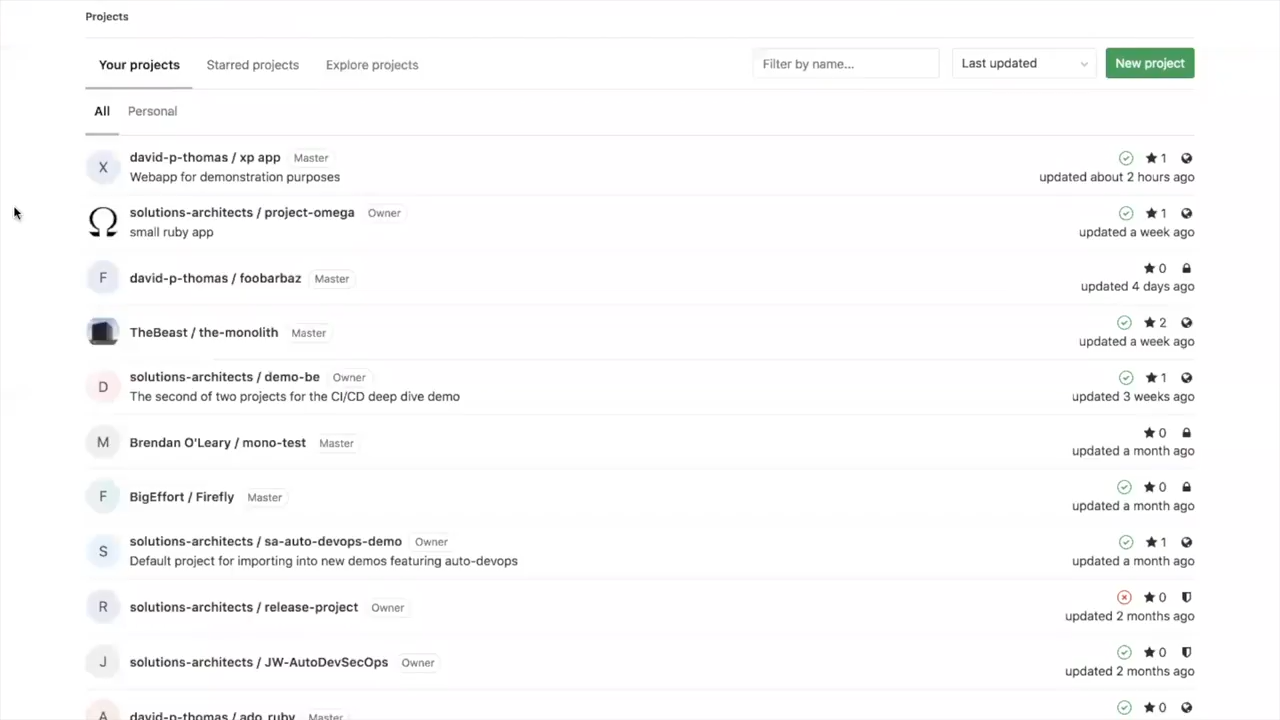 Projects
Your projects Starred projects Explore projects Filter by name... Last updated New project
All Personal
X david-p-thomas / xp app Master 1
Webapp for demonstration purposes updated about 2 hours ago
solutions-architects / project-omega Owner 1
small ruby app updated a week ago
F david-p-thomas / foobarbaz Master 0
updated 4 days ago
TheBeast / the-monolith Master 2
updated a week ago
D solutions-architects / demo-be Owner 1
The second of two projects for the CI/CD deep dive demo updated 3 weeks ago
M Brendan O'Leary / mono-test Master 0
updated a month ago
F BigEffort / Firefly Master 0
updated a month ago
S solutions-architects / sa-auto-devops-demo Owner 1
Default project for importing into new demos featuring auto-devops updated a month ago
R solutions-architects / release-project Owner 0
updated 2 months ago
J solutions-architects / JW-AutoDevSecOps Owner 0
updated 2 months ago
A david-p-thomas / ado_ruby Master 0